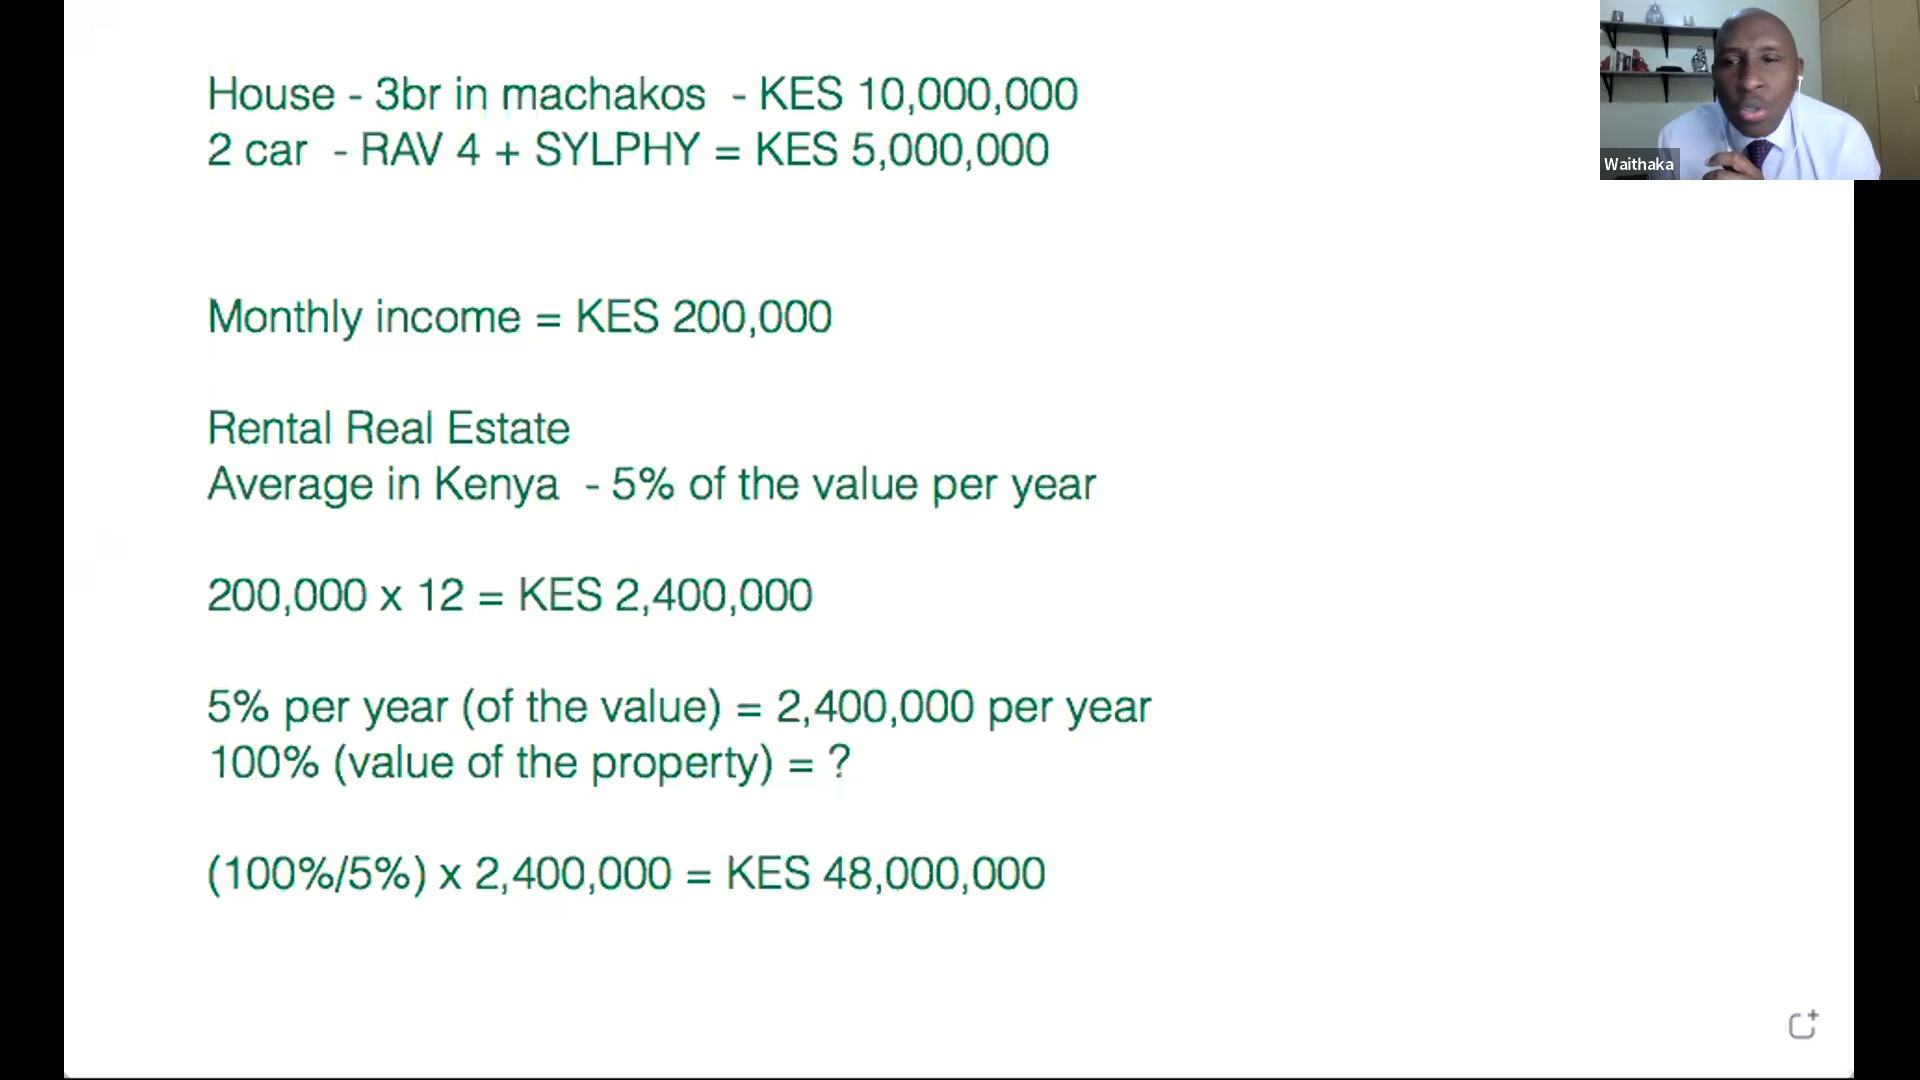 House - 3br in machakos - KES 10,000,000
2 car - RAV 4 + SYLPHY = KES 5,000,000
Waithaka
Monthly income = KES 200,000
Rental Real Estate
Average in Kenya - 5% of the value per year
200,000 x 12 = KES 2,400,000
5% per year (of the value) = 2,400,000 per year
100% (value of the property) = ?
(100%/5%) x 2,400,000 = KES 48,000,000